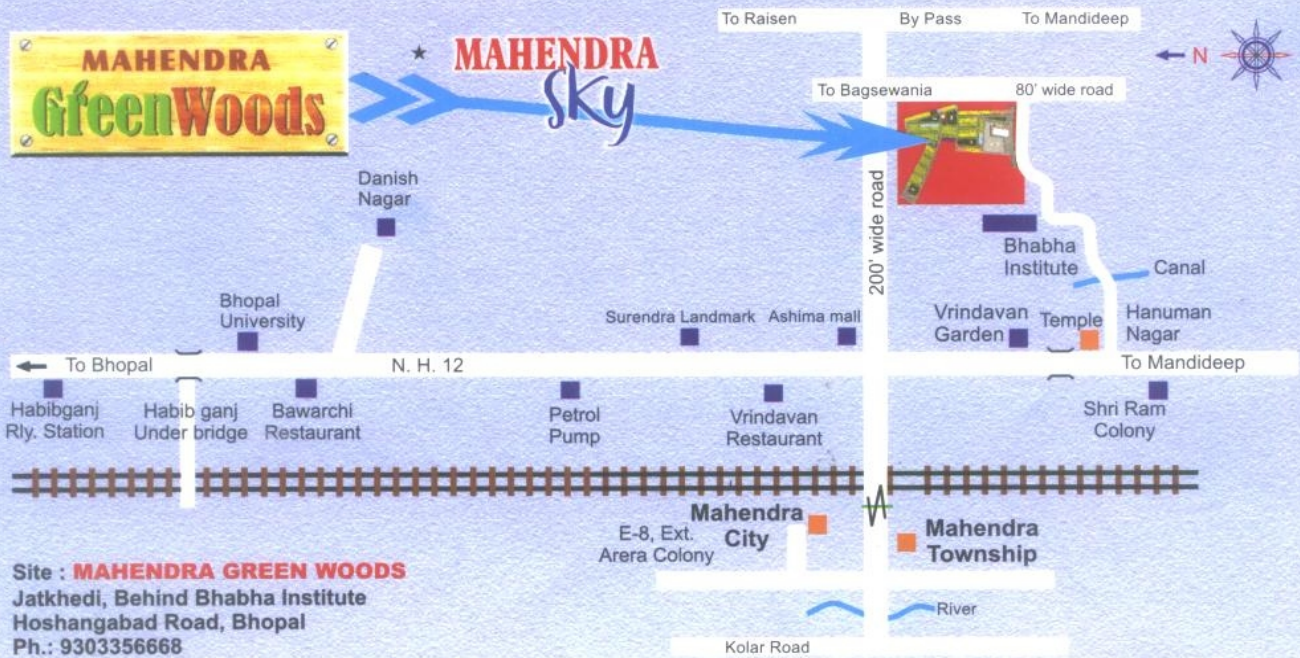 To Raisen
By Pass
To Mandideep
MAHENDRA
GreenWoods
MAHENDRA
Sky
N
To Bagsewania
80' wide road
Danish
Nagar
200' wide road
Bhabha
Institute
Canal
Bhopal
University
Surendra Landmark
Ashima mall
Vrindavan
Garden
Temple
Hanuman
Nagar
To Bhopal
N. H. 12
To Mandideep
Habibganj
Rly. Station
Habib ganj
Under bridge
Bawarchi
Restaurant
Petrol
Pump
Vrindavan
Restaurant
Shri Ram
Colony
E-8, Ext.
Arera Colony
Mahendra
City
Mahendra
Township
Site : MAHENDRA GREEN WOODS
Jatkhedi, Behind Bhabha Institute
Hoshangabad Road, Bhopal
Ph.: 9303356668
River
Kolar Road